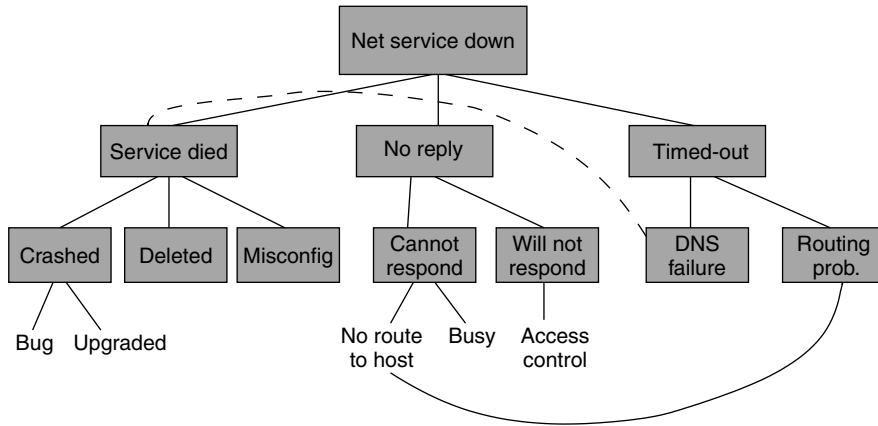 Net service down
Service died
No reply
Timed-out
Crashed
Deleted
Misconfig
Cannot
respond
Will not
respond
DNS
failure
Routing
prob.
Bug
Upgraded
No route
to host
Busy
Access
control